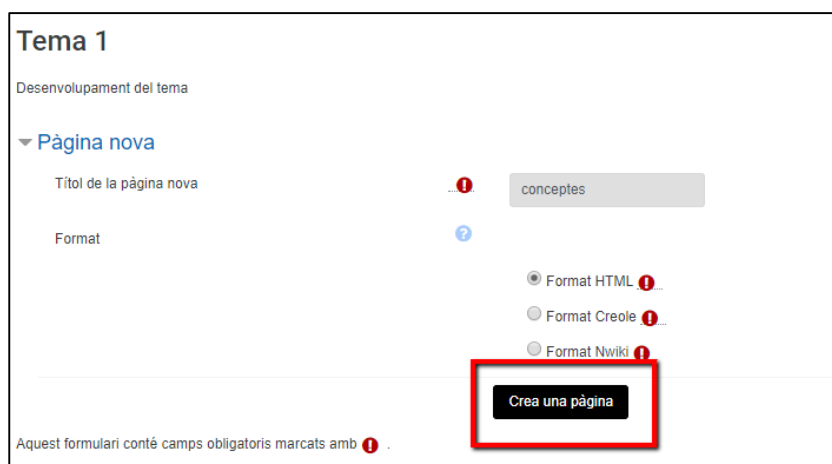 Tema 1
Desenvolupament del tema
Pàgina nova
Títol de la pàgina nova
conceptes
Format
Format HTML
Format Creole
Format Nwiki
Crea una pàgina
Aquest formulari conté camps obligatoris marcats amb .